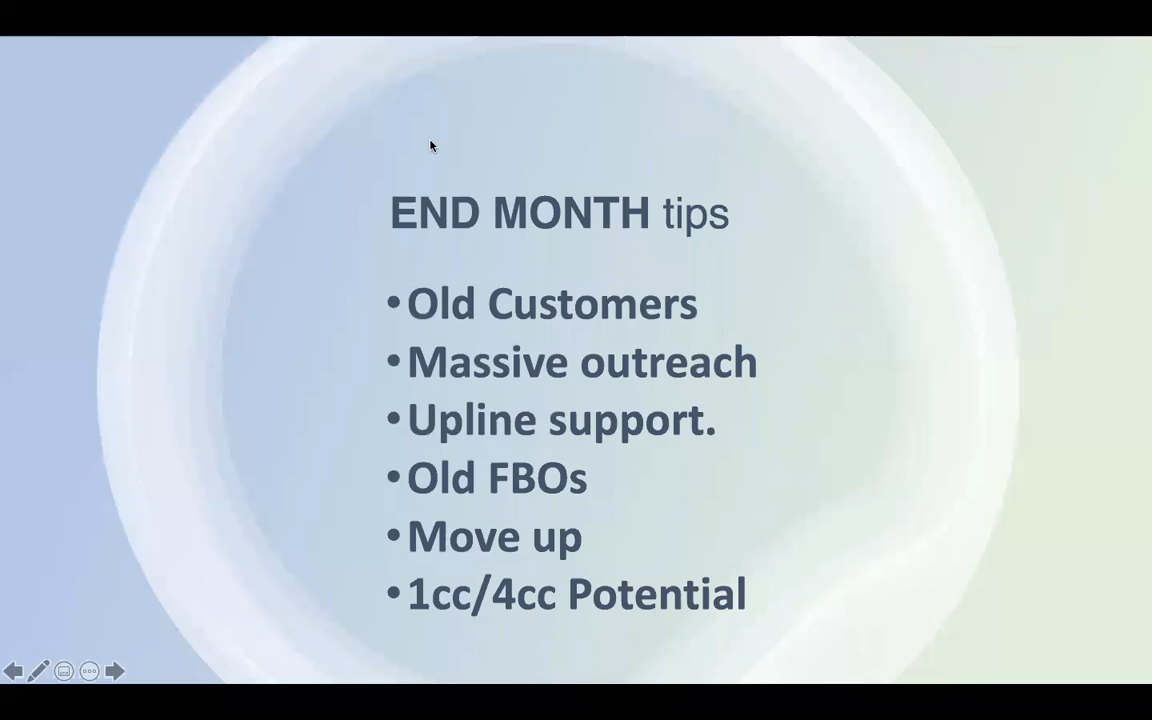 END MONTH tips
•Old Customers
•Massive outreach
•Upline support.
•Old FBOs
•Move up
•1cc/4cc Potential